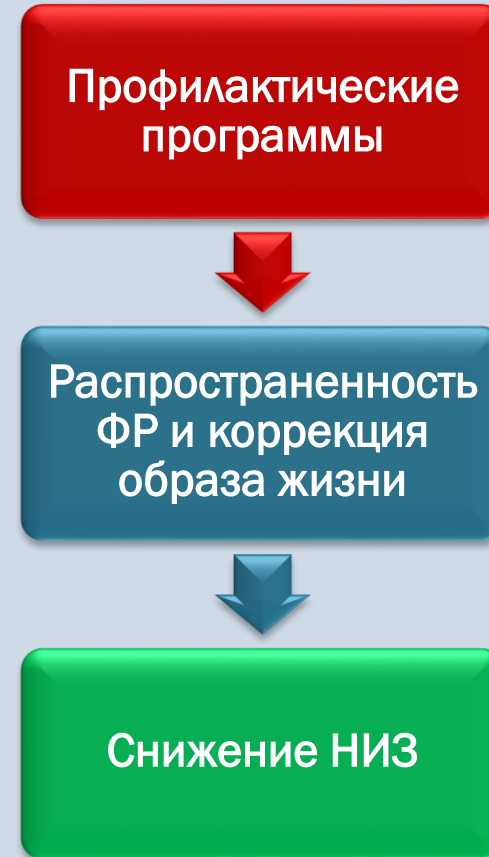 Профилактические
программы
Распространенность
ФР и коррекция
образа жизни
Снижение НИЗ